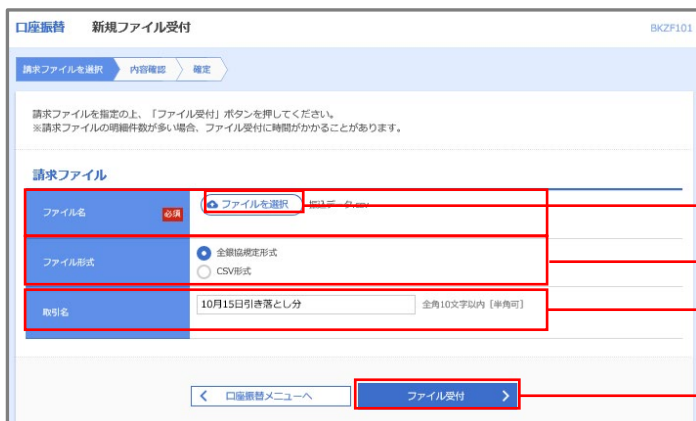 口座振替 新規ファイル受付 BKZF101
請求ファイルを選択 内容確認 確定
請求ファイルを指定の上、「ファイル受付」ボタンを押してください。
※請求ファイルの明細件数が多い場合、ファイル受付に時間がかかることがあります。
請求ファイル
ファイル名 必須 ファイルを選択 振込データ.csv
ファイル形式 全銀協規定形式
CSV形式
取引名 10月15日引き落とし分 全角10文字以内 [半角可]
口座振替メニューへ ファイル受付